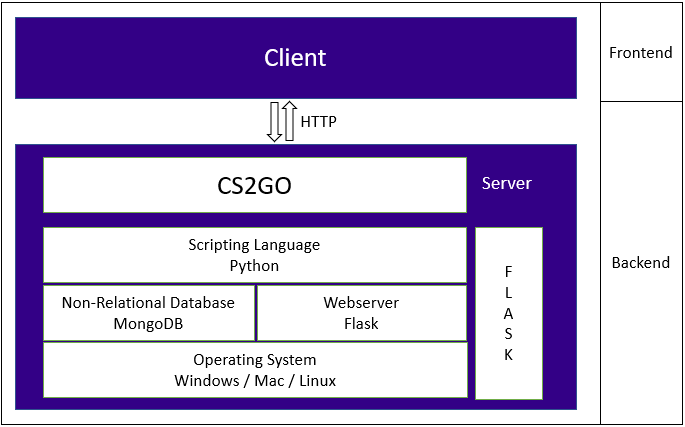 Client
Frontend
HTTP
CS2GO
Server
Scripting Language
Python
Non-Relational Database
MongoDB
Webserver
Flask
Operating System
Windows / Mac / Linux
F
L
A
S
K
Backend